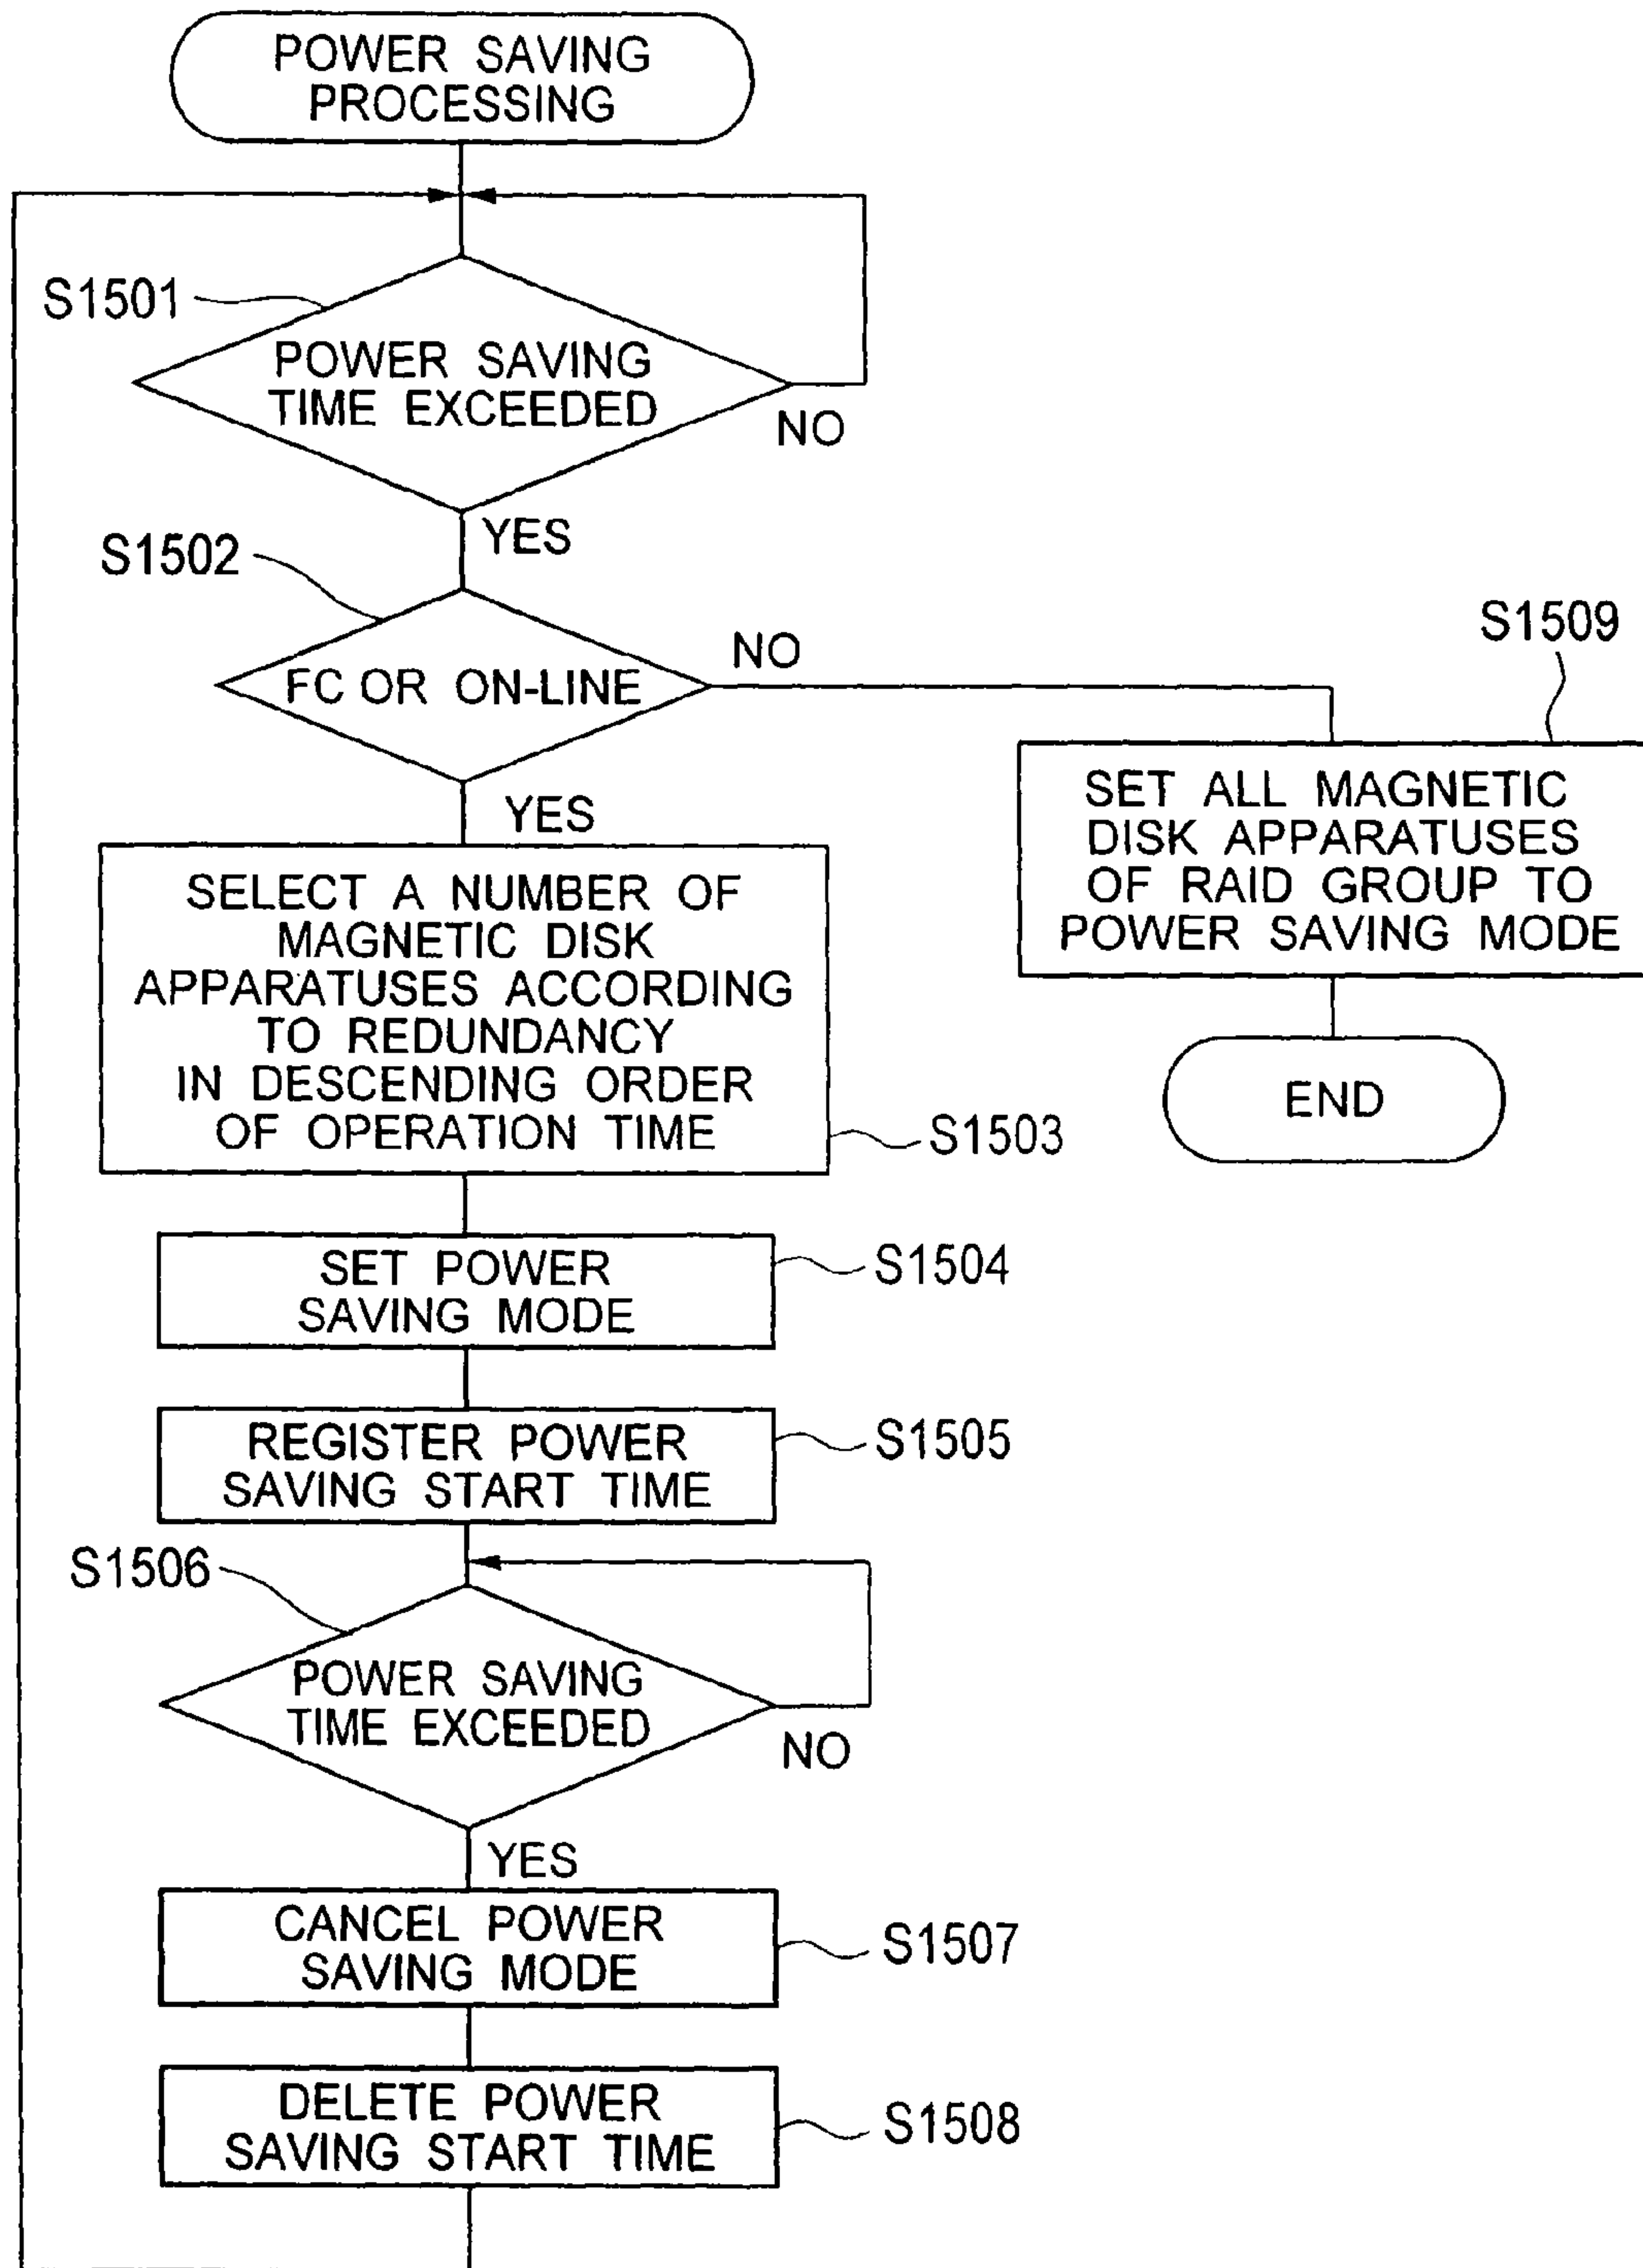 POWER SAVING
PROCESSING
S1501
POWER SAVING
TIME EXCEEDED
NO
YES
S1502
FC OR ON-LINE
NO
S1509
SET ALL MAGNETIC
DISK APPARATUSES
OF RAID GROUP TO
POWER SAVING MODE
END
YES
SELECT A NUMBER OF
MAGNETIC DISK
APPARATUSES ACCORDING
TO REDUNDANCY
IN DESCENDING ORDER
OF OPERATION TIME
S1503
SET POWER
SAVING MODE
S1504
REGISTER POWER
SAVING START TIME
S1505
S1506
POWER SAVING
TIME EXCEEDED
NO
YES
CANCEL POWER
SAVING MODE
S1507
DELETE POWER
SAVING START TIME
S1508